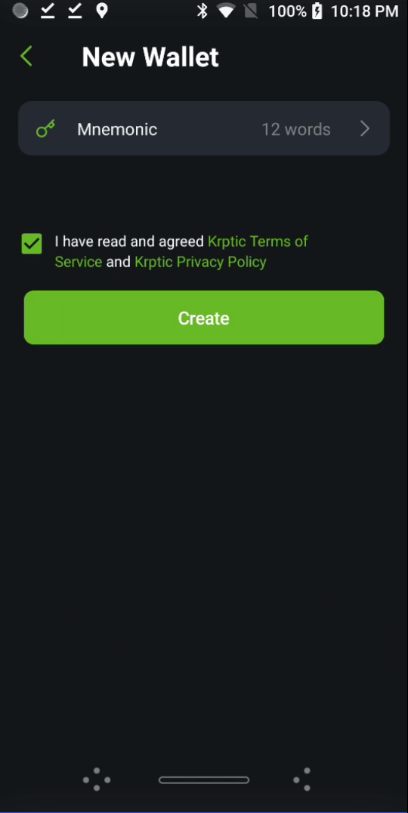 100% 10:18 PM
New Wallet
Mnemonic 12 words
I have read and agreed Krptic Terms of
Service and Krptic Privacy Policy
Create